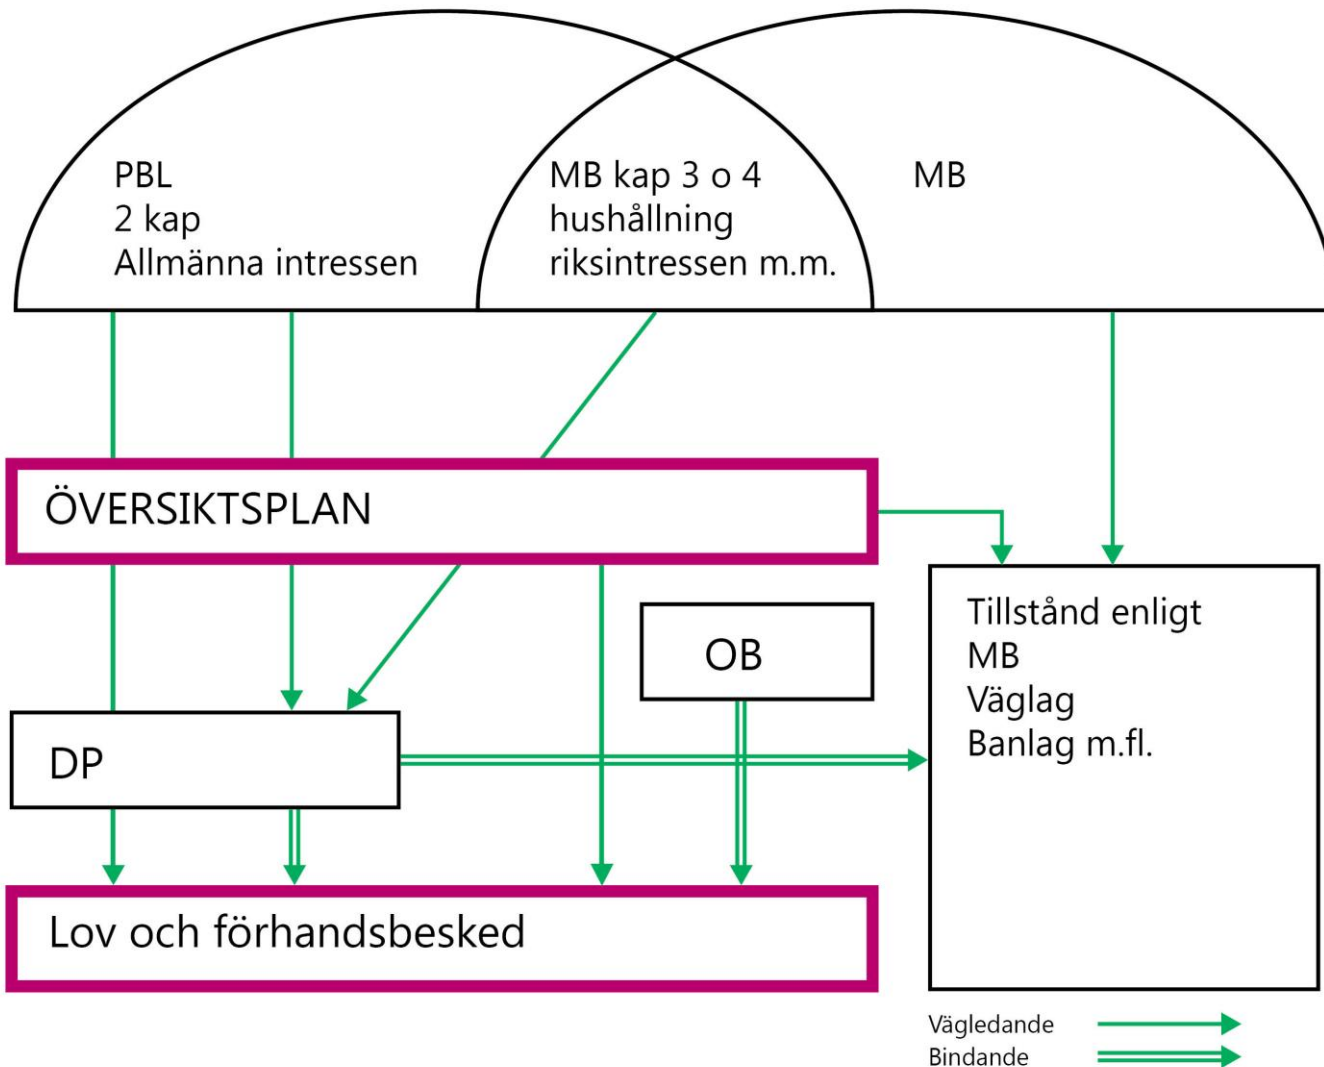 PBL
2 kap
Allmänna intressen
MB kap 3 o 4
hushållning
riksintressen m.m.
MB
ÖVERSIKTSPLAN
OB
Tillstånd enligt
MB
Väglag
Banlag m.fl.
DP
Lov och förhandsbesked
Vägledande
Bindande